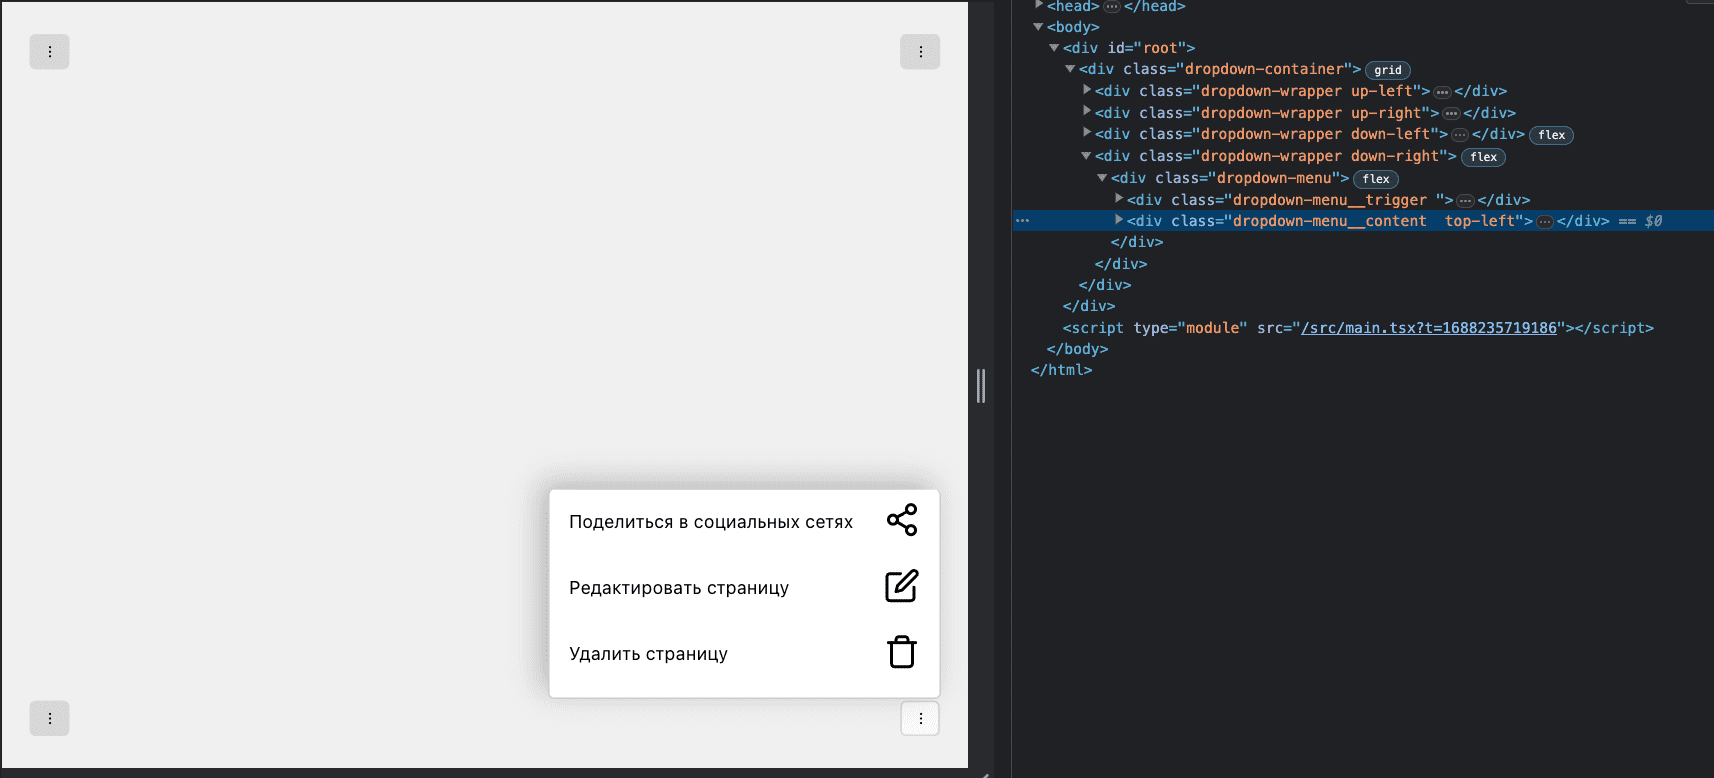 Поделиться в социальных сетях
Редактировать страницу
Удалить страницу
<head> ••• </head>
<body>
<div id="root">
<div class="dropdown-container"> grid
<div class="dropdown-wrapper up-left"> ••• </div>
<div class="dropdown-wrapper up-right"> ••• </div>
<div class="dropdown-wrapper down-left"> ••• </div> flex
<div class="dropdown-wrapper down-right"> flex
<div class="dropdown-menu"> flex
<div class="dropdown-menu__trigger "> ••• </div>
<div class="dropdown-menu__content  top-left"> ••• </div> == $0
</div>
</div>
</div>
</div>
<script type="module" src="/src/main.tsx?t=1688235719186"></script>
</body>
</html>